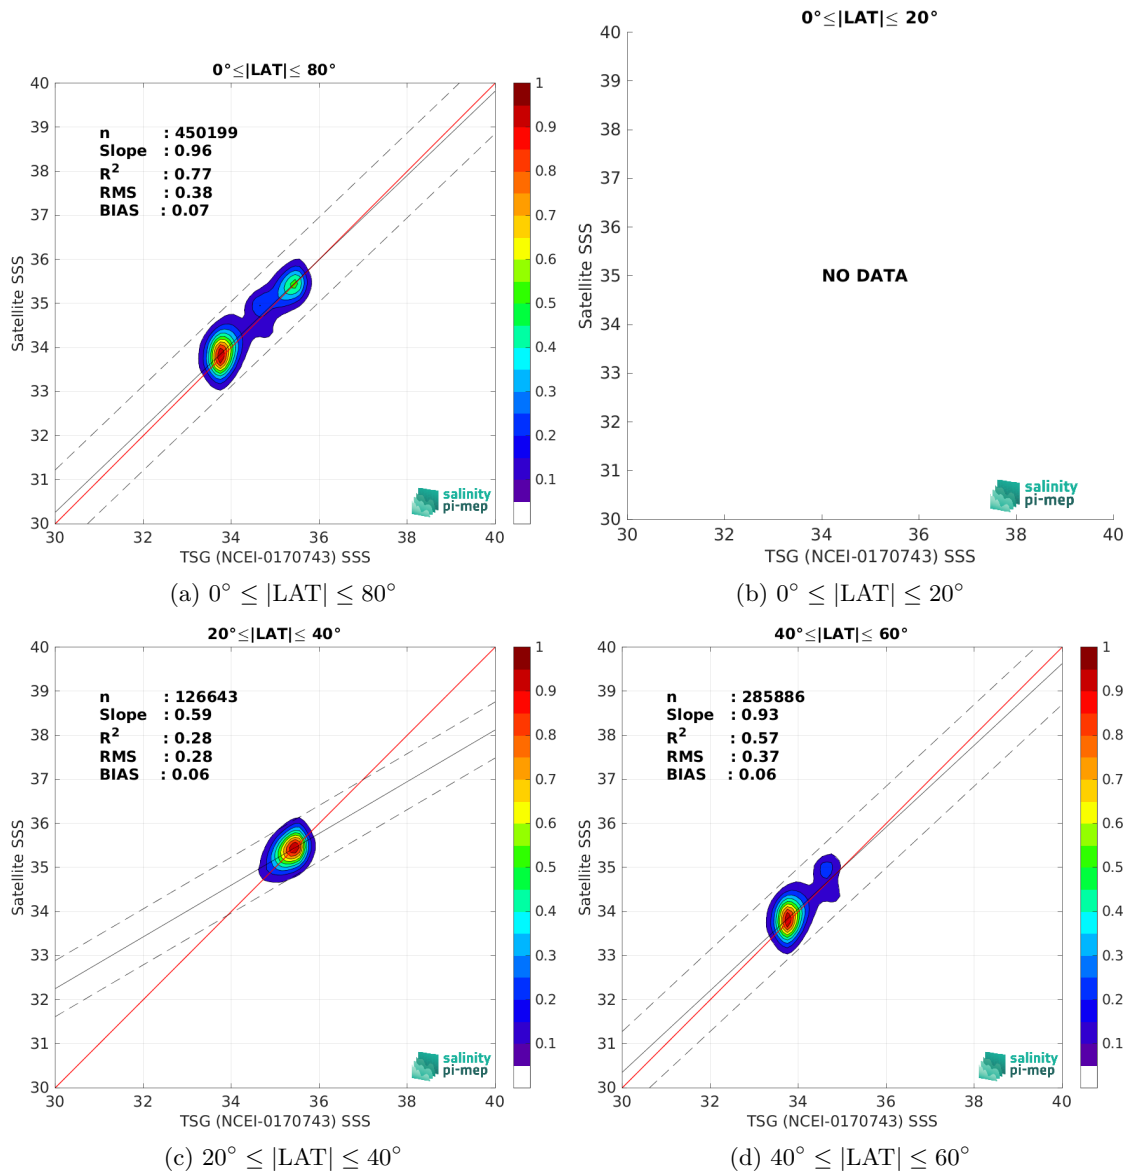 0°≤|LAT|≤ 80°
40
39
38
37
36
35
34
33
32
31
30
Satellite SSS
n : 450199
Slope : 0.96
R² : 0.77
RMS : 0.38
BIAS : 0.07
salinity
pi-mep
30 32 34 36 38 40
TSG (NCEI-0170743) SSS
1
0.9
0.8
0.7
0.6
0.5
0.4
0.3
0.2
0.1
(a) 0° ≤ |LAT| ≤ 80°
0°≤|LAT|≤ 20°
40
39
38
37
36
35
34
33
32
31
30
Satellite SSS
NO DATA
salinity
pi-mep
30 32 34 36 38 40
TSG (NCEI-0170743) SSS
(b) 0° ≤ |LAT| ≤ 20°
20°≤|LAT|≤ 40°
40
39
38
37
36
35
34
33
32
31
30
Satellite SSS
n : 126643
Slope : 0.59
R² : 0.28
RMS : 0.28
BIAS : 0.06
salinity
pi-mep
30 32 34 36 38 40
TSG (NCEI-0170743) SSS
1
0.9
0.8
0.7
0.6
0.5
0.4
0.3
0.2
0.1
(c) 20° ≤ |LAT| ≤ 40°
40°≤|LAT|≤ 60°
40
39
38
37
36
35
34
33
32
31
30
Satellite SSS
n : 285886
Slope : 0.93
R² : 0.57
RMS : 0.37
BIAS : 0.06
salinity
pi-mep
30 32 34 36 38 40
TSG (NCEI-0170743) SSS
1
0.9
0.8
0.7
0.6
0.5
0.4
0.3
0.2
0.1
(d) 40° ≤ |LAT| ≤ 60°